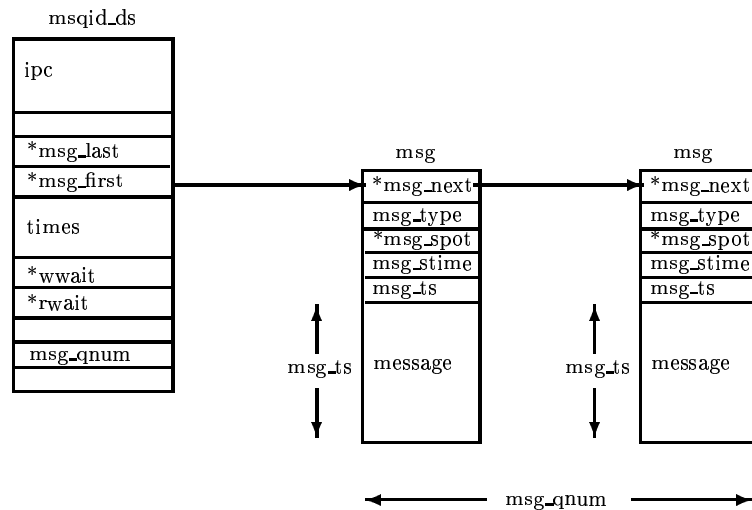 msqid_ds
ipc
*msg_last
*msg_first
times
*wwait
*rwait
msg_qnum
msg
*msg_next
msg_type
*msg_spot
msg_stime
msg_ts
message
msg_ts
msg
*msg_next
msg_type
*msg_spot
msg_stime
msg_ts
message
msg_ts
msg_qnum